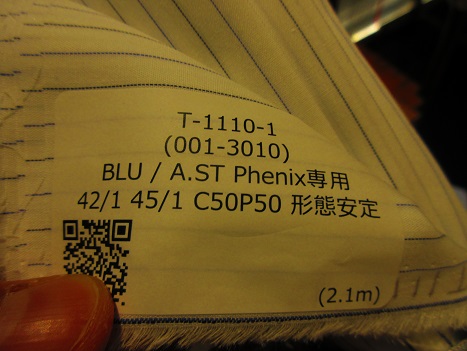 T-1110-1
(001-3010)
BLU / A.ST Phenix専用
42/1 45/1 C50P50 形態安定
(2.1m)